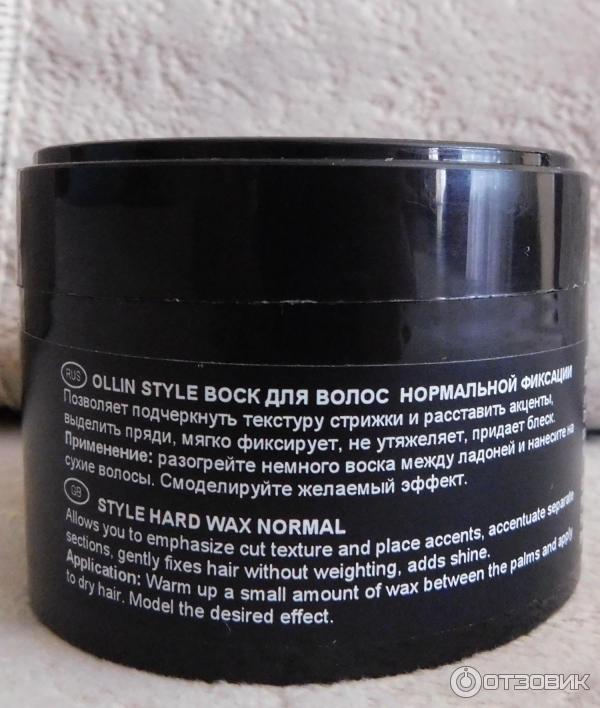 RUS OLLIN STYLE ВОСК ДЛЯ ВОЛОС НОРМАЛЬНОЙ ФИКСАЦИИ
Позволяет подчеркнуть текстуру стрижки и расставить акценты,
выделить пряди, мягко фиксирует, не утяжеляет, придает блеск.
Применение: разогрейте немного воска между ладоней и нанесите на
сухие волосы. Смоделируйте желаемый эффект.
GB STYLE HARD WAX NORMAL
Allows you to emphasize cut texture and place accents, accentuate separate
sections, gently fixes hair without weighting, adds shine.
Application: Warm up a small amount of wax between the palms and apply
to dry hair. Model the desired effect.
ОТЗОВИК